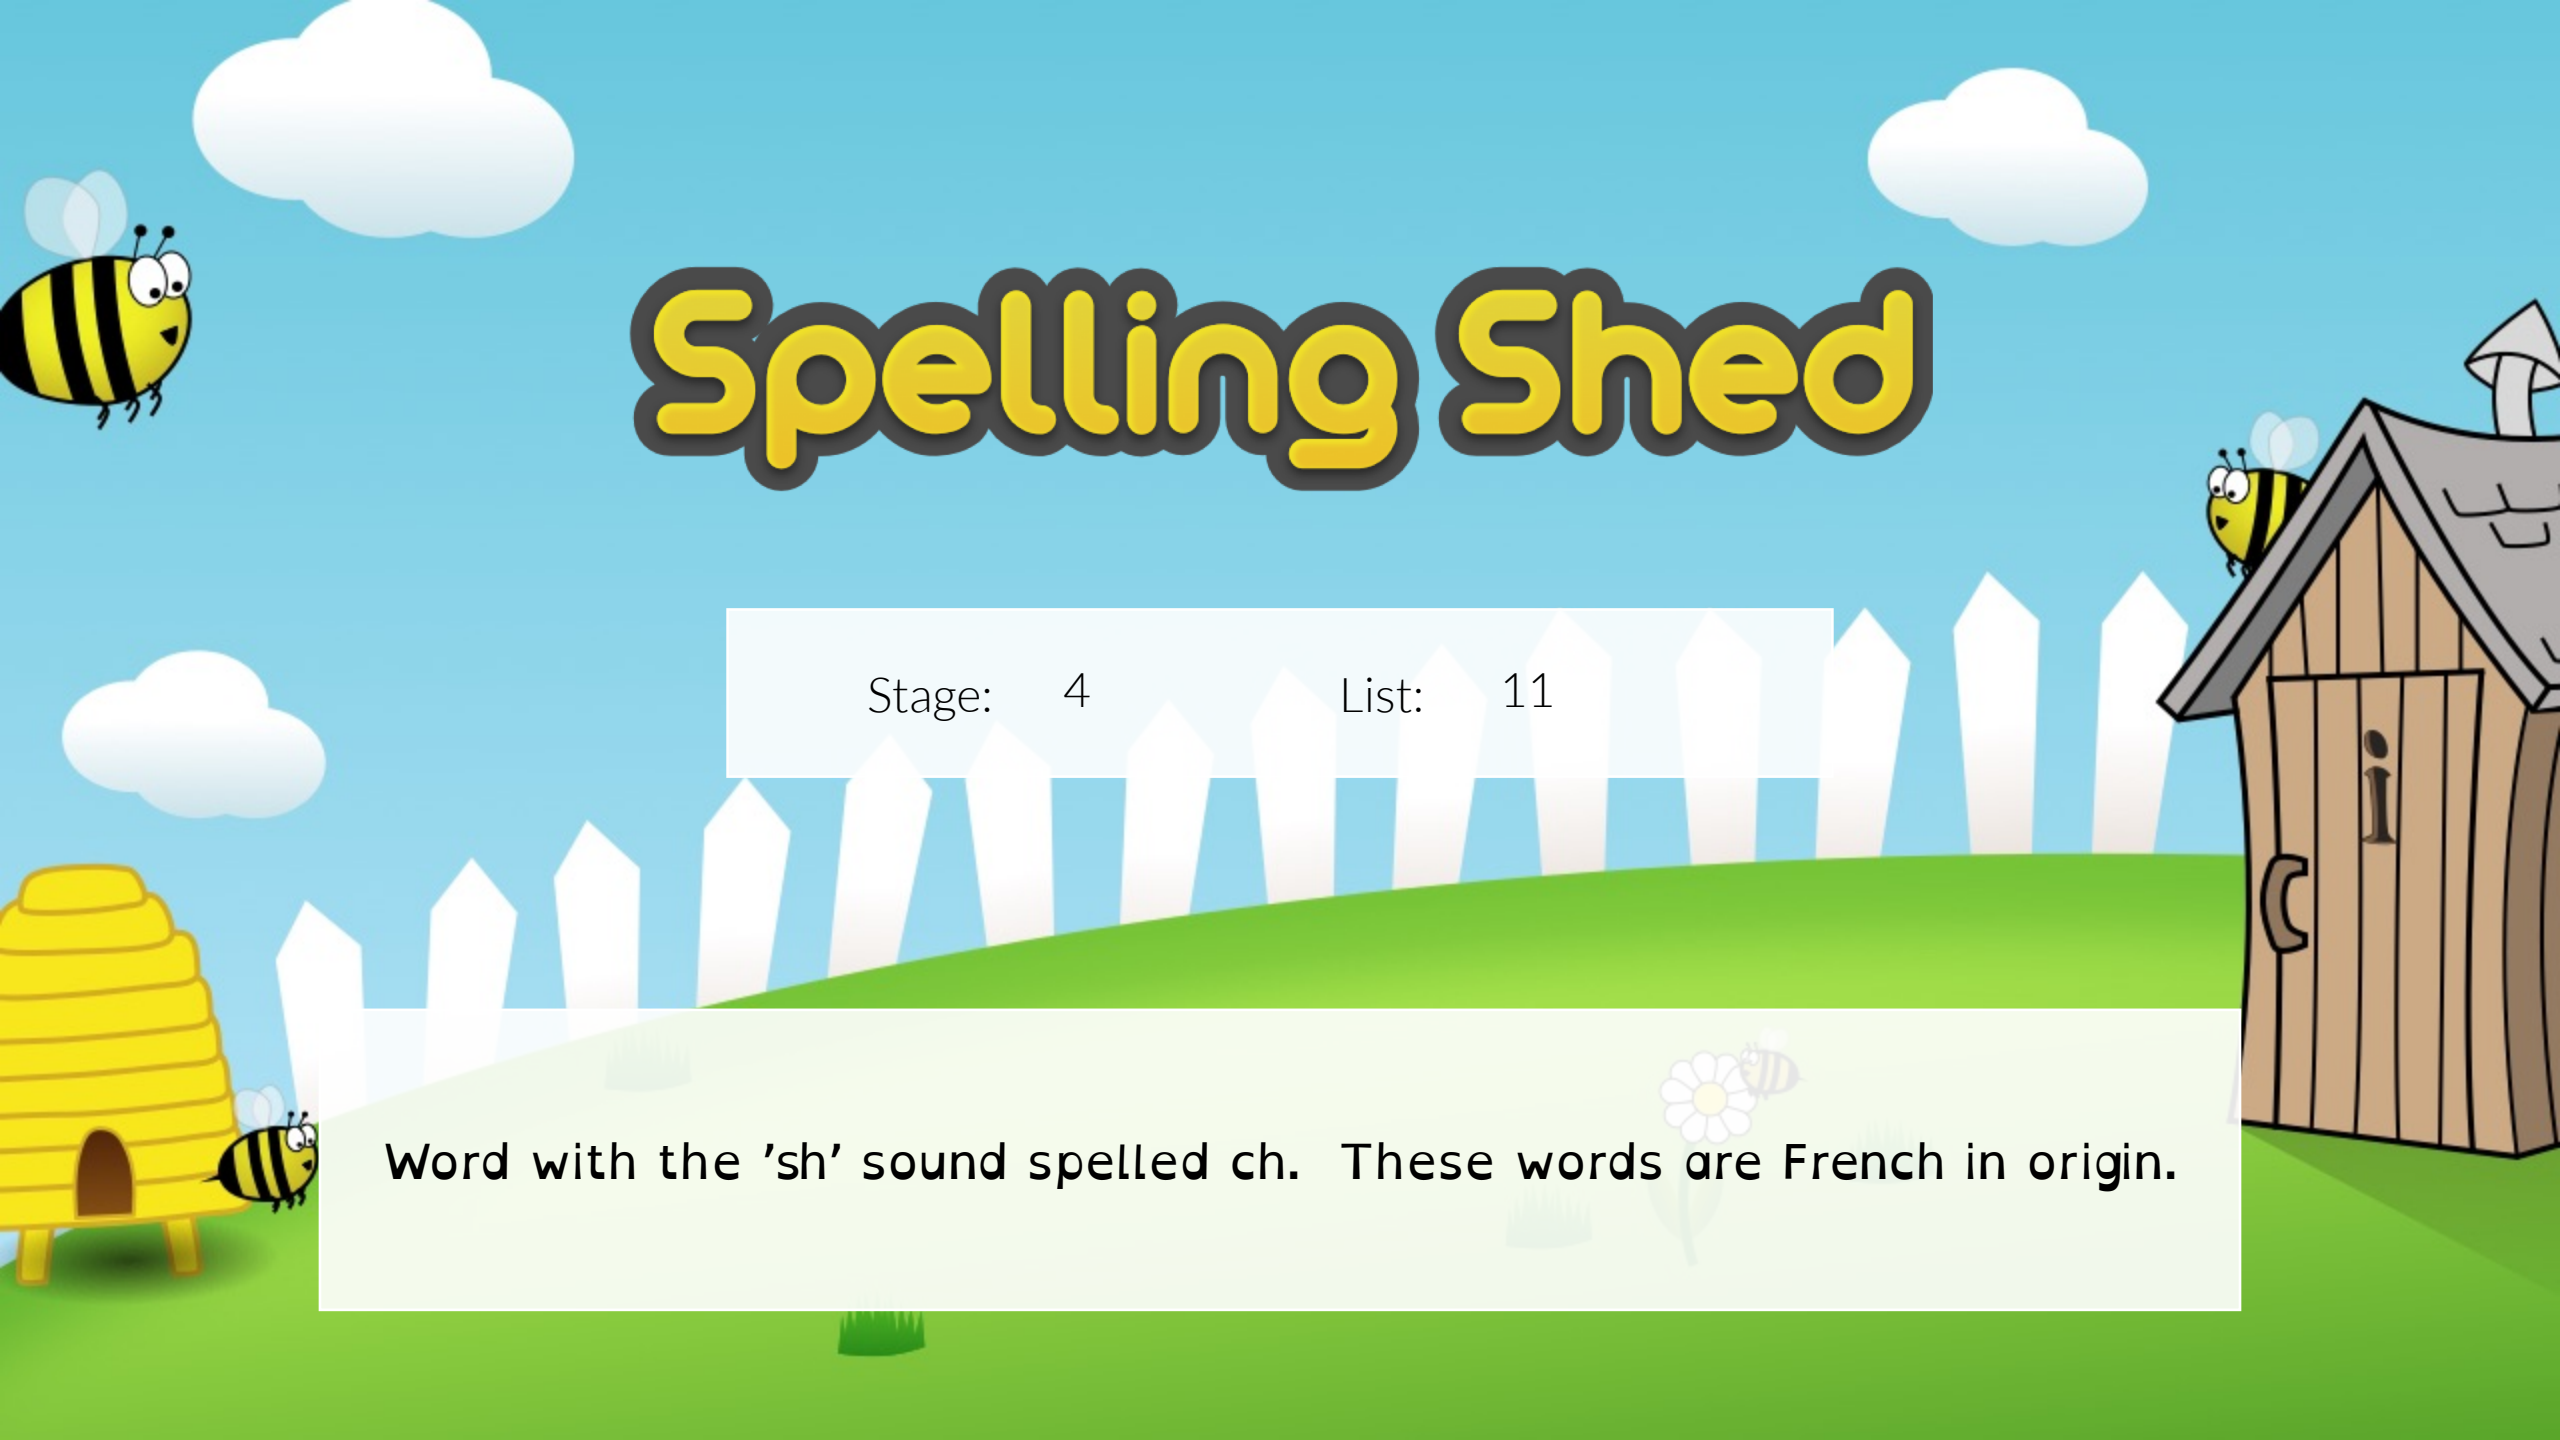 Spelling Shed
Stage: 4 List: 11
Word with the 'sh' sound spelled ch. These words are French in origin.
i